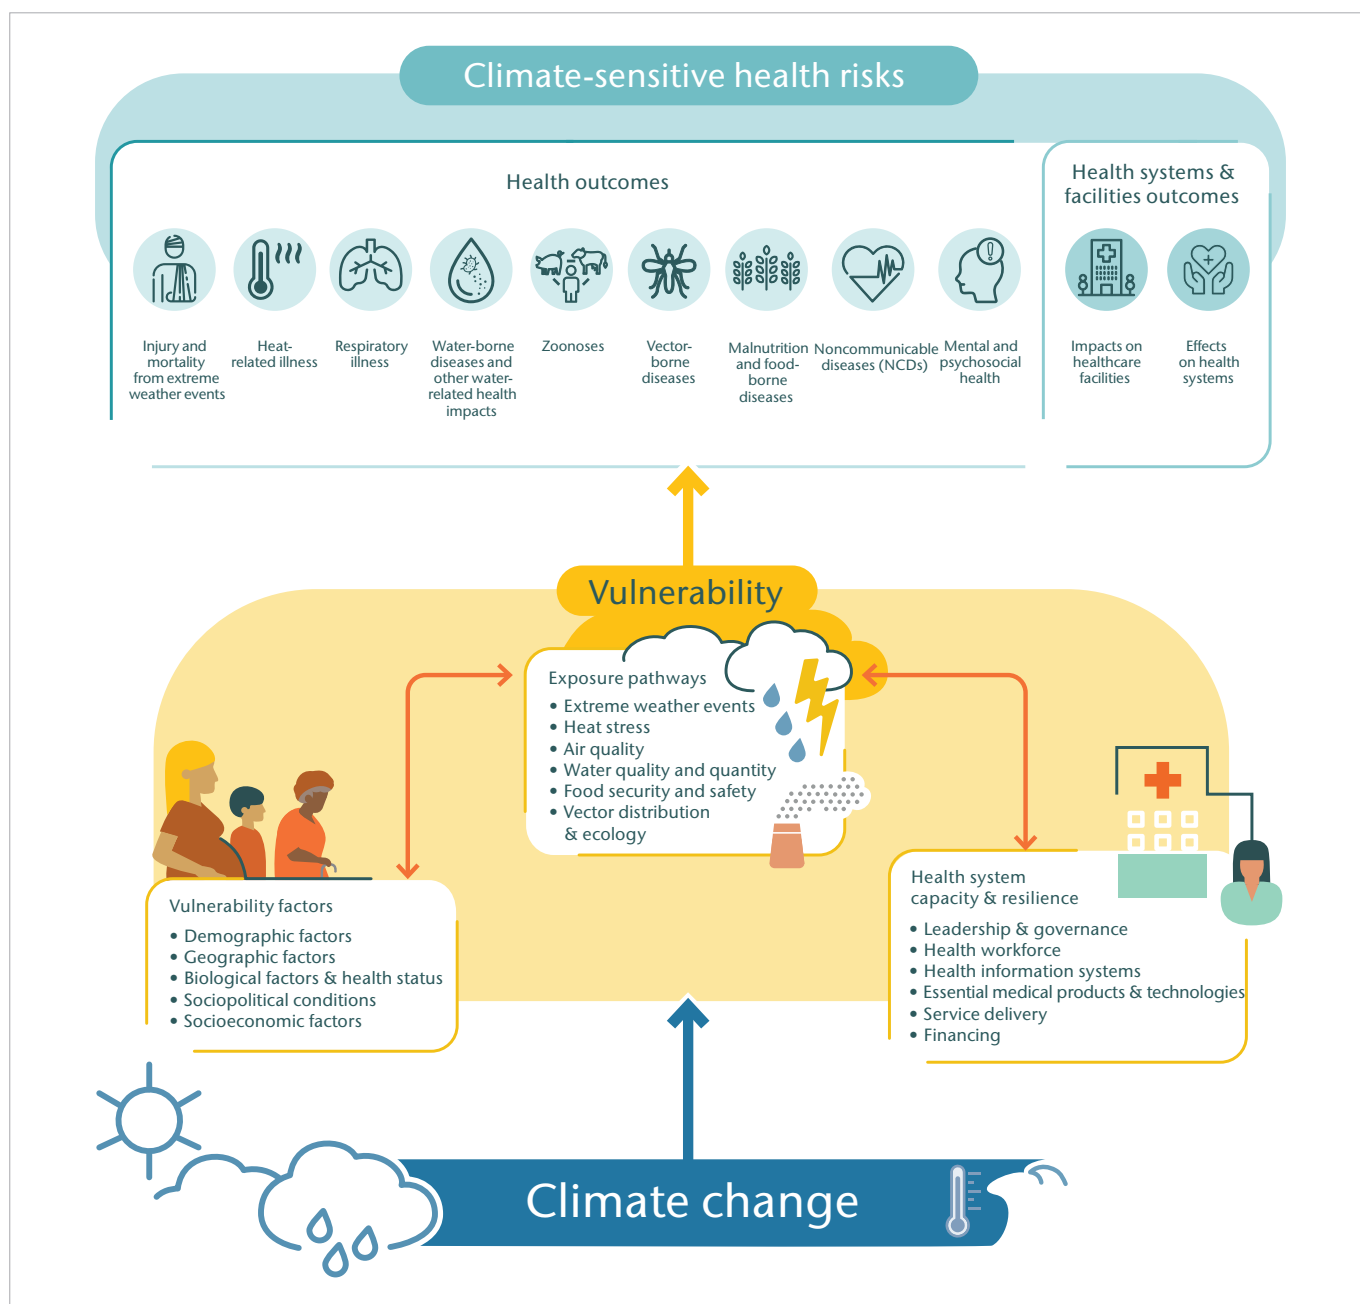 Climate-sensitive health risks
Health outcomes
Injury and
mortality
from extreme
weather events
Heat-
related illness
Respiratory
illness
Water-borne
diseases and
other water-
related health
impacts
Zoonoses
Vector-
borne
diseases
Malnutrition
and food-
borne
diseases
Noncommunicable
diseases (NCDs)
Mental and
psychosocial
health
Health systems &
facilities outcomes
Impacts on
healthcare
facilities
Effects
on health
systems
Vulnerability
Exposure pathways
• Extreme weather events
• Heat stress
• Air quality
• Water quality and quantity
• Food security and safety
• Vector distribution
& ecology
Vulnerability factors
• Demographic factors
• Geographic factors
• Biological factors & health status
• Sociopolitical conditions
• Socioeconomic factors
Health system
capacity & resilience
• Leadership & governance
• Health workforce
• Health information systems
• Essential medical products & technologies
• Service delivery
• Financing
Climate change